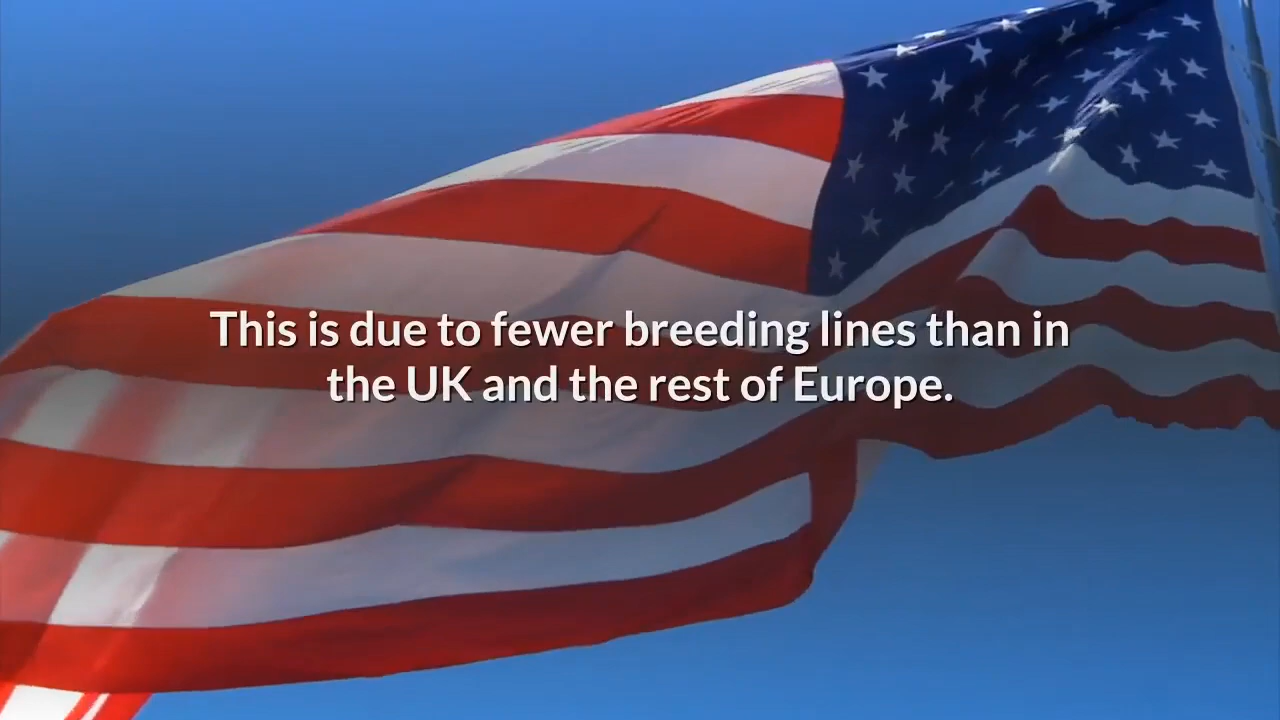 This is due to fewer breeding lines than in
the UK and the rest of Europe.